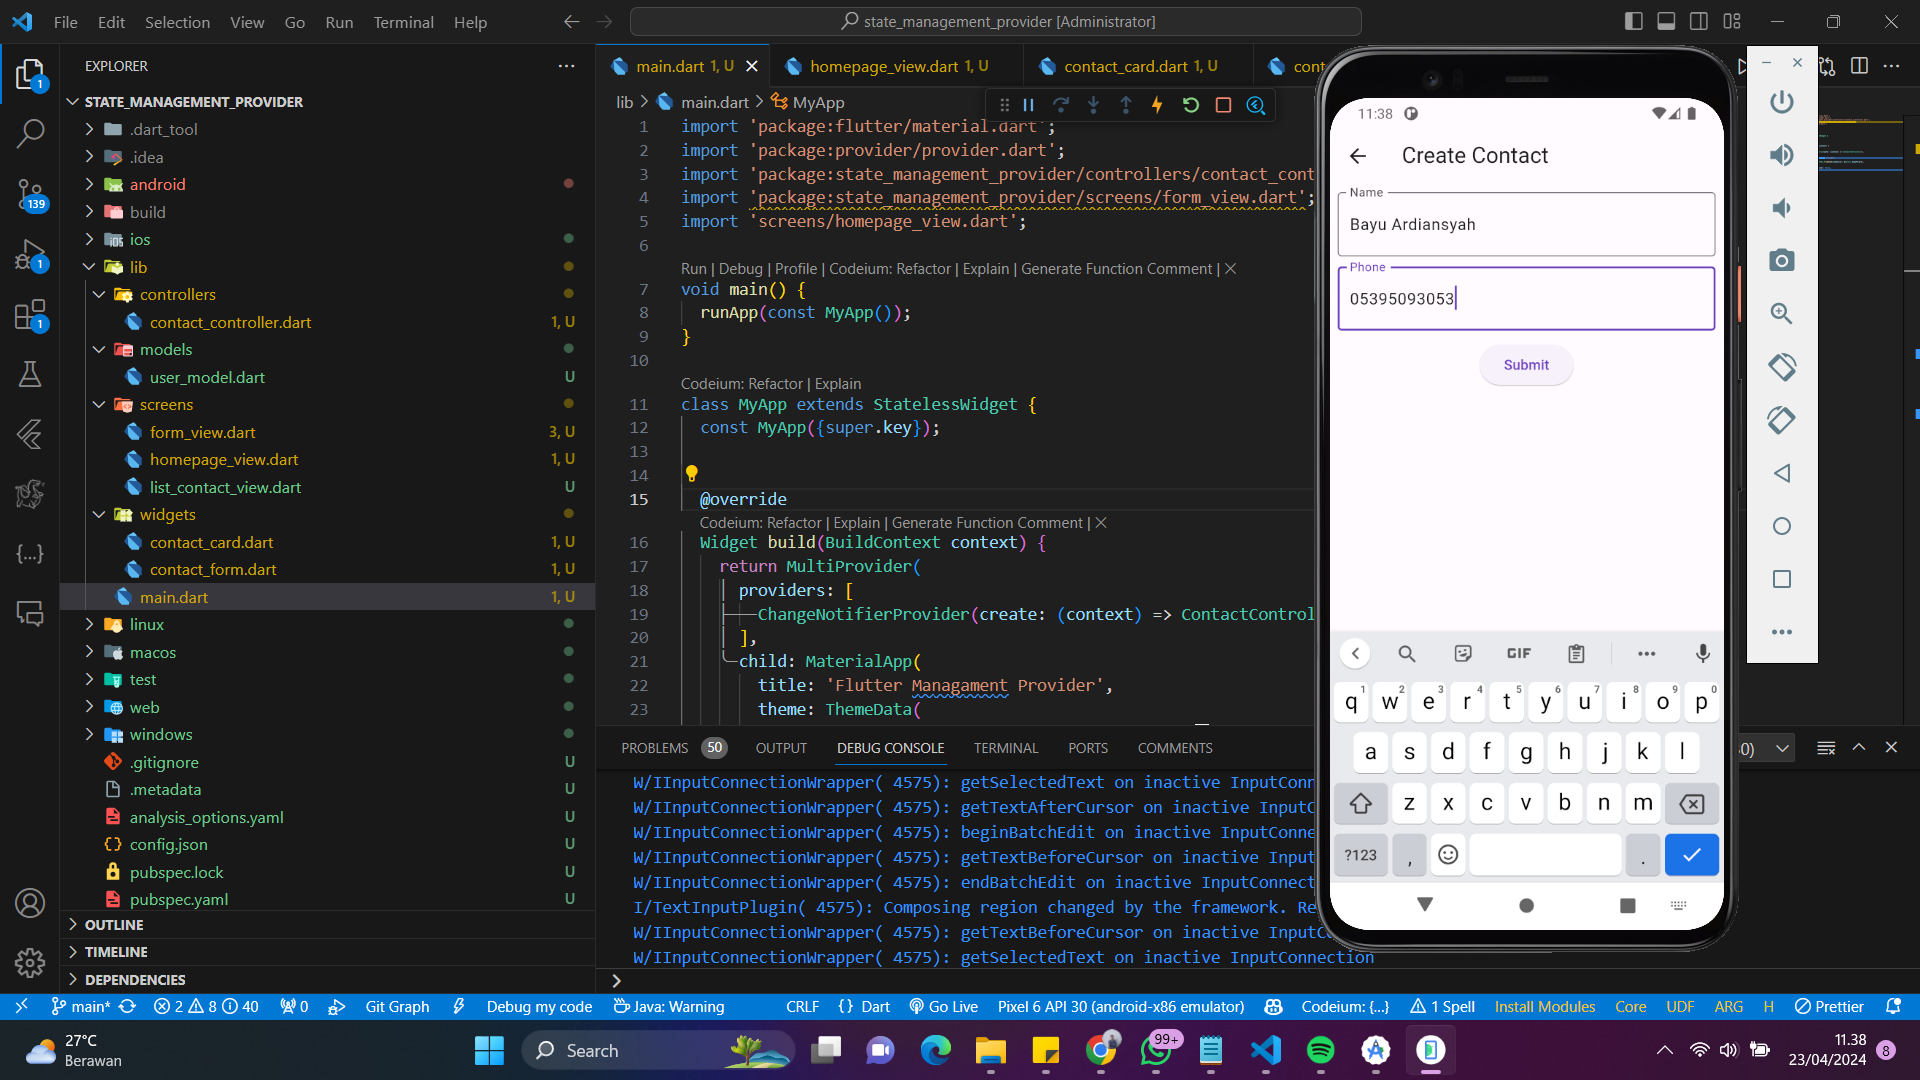 File Edit Selection View Go Run Terminal Help
state_management_provider [Administrator]
EXPLORER
STATE_MANAGEMENT_PROVIDER
.dart_tool
.idea
android
build
ios
lib
controllers
contact_controller.dart 1, U
models
user_model.dart U
screens
form_view.dart 3, U
homepage_view.dart 1, U
list_contact_view.dart U
widgets
contact_card.dart 1, U
contact_form.dart 1, U
main.dart 1, U
linux
macos
test
web
windows
.gitignore U
.metadata U
analysis_options.yaml U
config.json U
pubspec.lock U
pubspec.yaml U
OUTLINE
TIMELINE
DEPENDENCIES
1
139
1
1
main.dart 1, U
homepage_view.dart 1, U
contact_card.dart 1, U
cont
lib > main.dart > MyApp
1 import 'package:flutter/material.dart';
2 import 'package:provider/provider.dart';
3 import 'package:state_management_provider/controllers/contact_cont
4 import 'package:state_management_provider/screens/form_view.dart';
5 import 'screens/homepage_view.dart';
6
Run | Debug | Profile | Codeium: Refactor | Explain | Generate Function Comment | X
7 void main() {
8 runApp(const MyApp());
9 }
10
Codeium: Refactor | Explain
11 class MyApp extends StatelessWidget {
12 const MyApp({super.key});
13
14
15 @override
Codeium: Refactor | Explain | Generate Function Comment | X
16 Widget build(BuildContext context) {
17 return MultiProvider(
18 providers: [
19 ChangeNotifierProvider(create: (context) => ContactControl
20 ],
21 child: MaterialApp(
22 title: 'Flutter Managament Provider',
23 theme: ThemeData(
PROBLEMS 50 OUTPUT DEBUG CONSOLE TERMINAL PORTS COMMENTS
W/IInputConnectionWrapper( 4575): getSelectedText on inactive InputConn
W/IInputConnectionWrapper( 4575): getTextAfterCursor on inactive InputC
W/IInputConnectionWrapper( 4575): beginBatchEdit on inactive InputConne
W/IInputConnectionWrapper( 4575): getTextBeforeCursor on inactive Input
W/IInputConnectionWrapper( 4575): endBatchEdit on inactive InputConnect
I/TextInputPlugin( 4575): Composing region changed by the framework. Re
W/IInputConnectionWrapper( 4575): getTextBeforeCursor on inactive InputCo
W/IInputConnectionWrapper( 4575): getSelectedText on inactive InputConnection
11:38
Create Contact
Name
Bayu Ardiansyah
Phone
05395093053
Submit
GIF
q1 w2 e3 r4 t5 y6 u7 i8 o9 p0
a s d f g h j k l
z x c v b n m
?123 , .
main* 2 8 40 0 Git Graph Debug my code Java: Warning CRLF {} Dart Go Live Pixel 6 API 30 (android-x86 emulator) Codeium: {...} 1 Spell Install Modules Core UDF ARG H Prettier
27°C
Berawan
Search
99+
11.38
23/04/2024
8